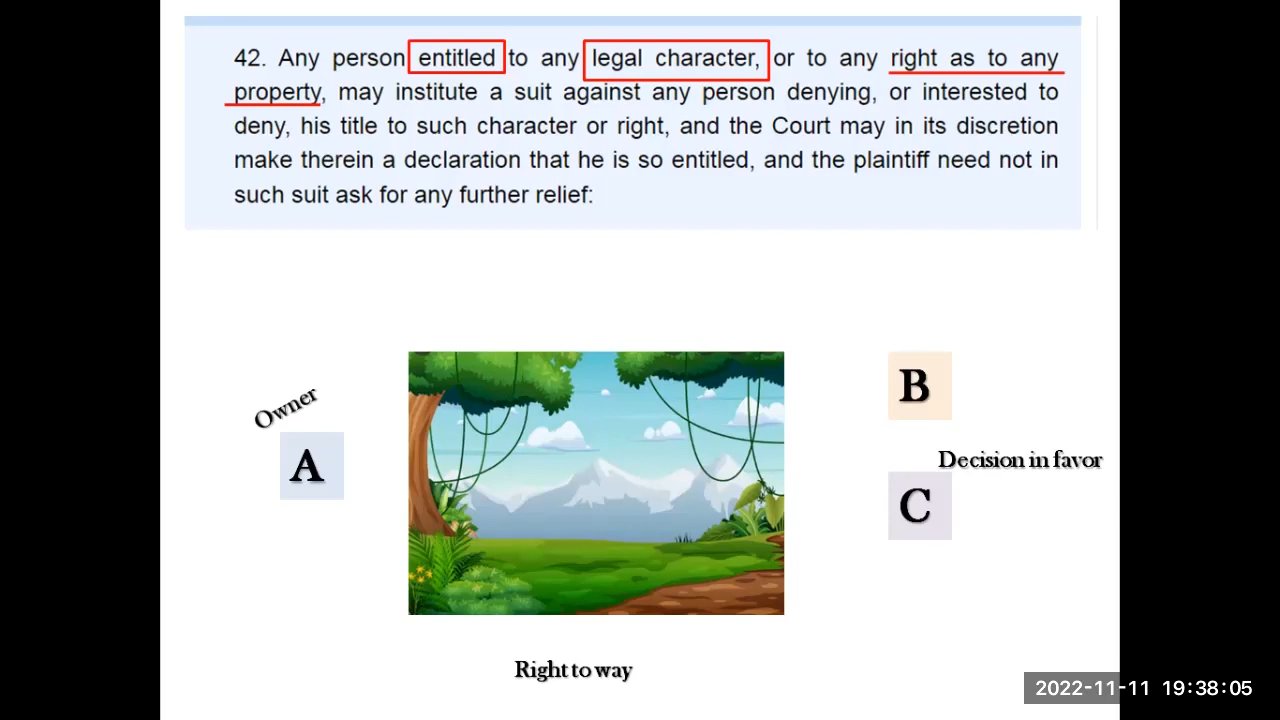 42. Any person entitled to any legal character, or to any right as to any
property, may institute a suit against any person denying, or interested to
deny, his title to such character or right, and the Court may in its discretion
make therein a declaration that he is so entitled, and the plaintiff need not in
such suit ask for any further relief:
Owner
A
B
Decision in favor
C
Right to way
2022-11-11 19:38:05